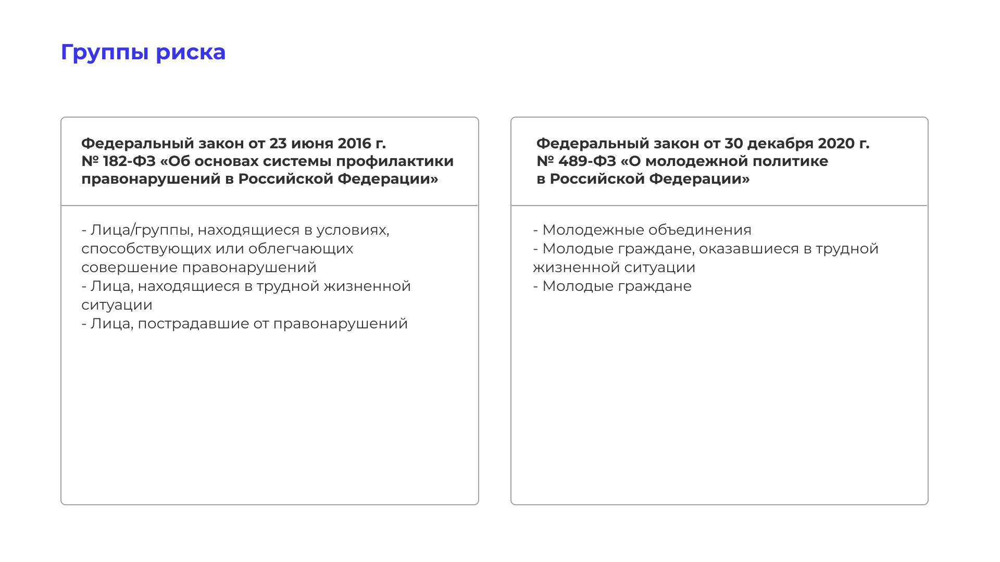 Группы риска
Федеральный закон от 23 июня 2016 г.
№ 182-ФЗ «Об основах системы профилактики
правонарушений в Российской Федерации»
- Лица/группы, находящиеся в условиях,
способствующих или облегчающих
совершение правонарушений
- Лица, находящиеся в трудной жизненной
ситуации
- Лица, пострадавшие от правонарушений
Федеральный закон от 30 декабря 2020 г.
№ 489-ФЗ «О молодежной политике
в Российской Федерации»
- Молодежные объединения
- Молодые граждане, оказавшиеся в трудной
жизненной ситуации
- Молодые граждане